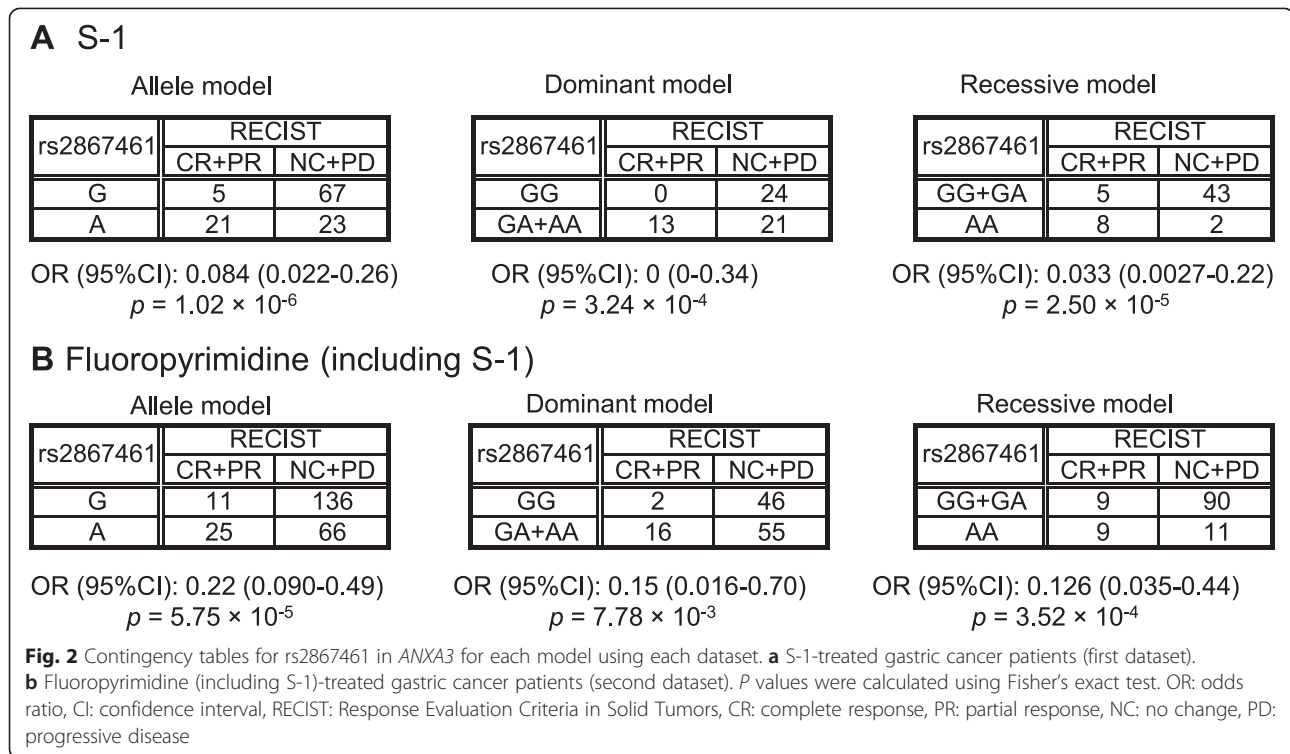 A S-1
Allele model Dominant model Recessive model
rs2867461 RECIST rs2867461 RECIST rs2867461 RECIST
CR+PR NC+PD CR+PR NC+PD CR+PR NC+PD
G 5 67 GG 0 24 GG+GA 5 43
A 21 23 GA+AA 13 21 AA 8 2
OR (95%CI): 0.084 (0.022-0.26) OR (95%CI): 0 (0-0.34) OR (95%CI): 0.033 (0.0027-0.22)
p = 1.02 × 10-6 p = 3.24 × 10-4 p = 2.50 × 10-5
B Fluoropyrimidine (including S-1)
Allele model Dominant model Recessive model
rs2867461 RECIST rs2867461 RECIST rs2867461 RECIST
CR+PR NC+PD CR+PR NC+PD CR+PR NC+PD
G 11 136 GG 2 46 GG+GA 9 90
A 25 66 GA+AA 16 55 AA 9 11
OR (95%CI): 0.22 (0.090-0.49) OR (95%CI): 0.15 (0.016-0.70) OR (95%CI): 0.126 (0.035-0.44)
p = 5.75 × 10-5 p = 7.78 × 10-3 p = 3.52 × 10-4
Fig. 2 Contingency tables for rs2867461 in ANXA3 for each model using each dataset. a S-1-treated gastric cancer patients (first dataset).
b Fluoropyrimidine (including S-1)-treated gastric cancer patients (second dataset). P values were calculated using Fisher's exact test. OR: odds
ratio, CI: confidence interval, RECIST: Response Evaluation Criteria in Solid Tumors, CR: complete response, PR: partial response, NC: no change, PD:
progressive disease